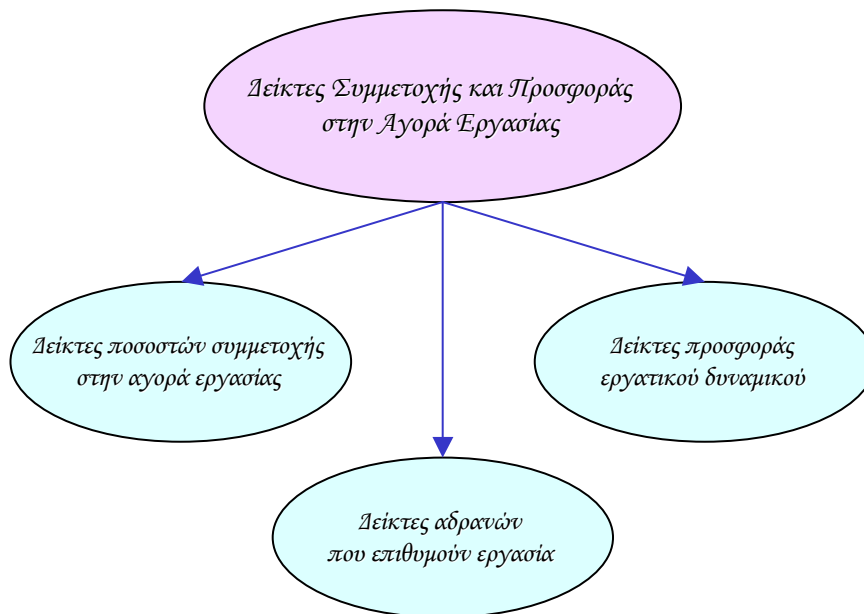 Δείκτες Συμμετοχής και Προσφοράς
στην Αγορά Εργασίας
Δείκτες ποσοστών συμμετοχής
στην αγορά εργασίας
Δείκτες προσφοράς
εργατικού δυναμικού
Δείκτες αδρανών
που επιθυμούν εργασία